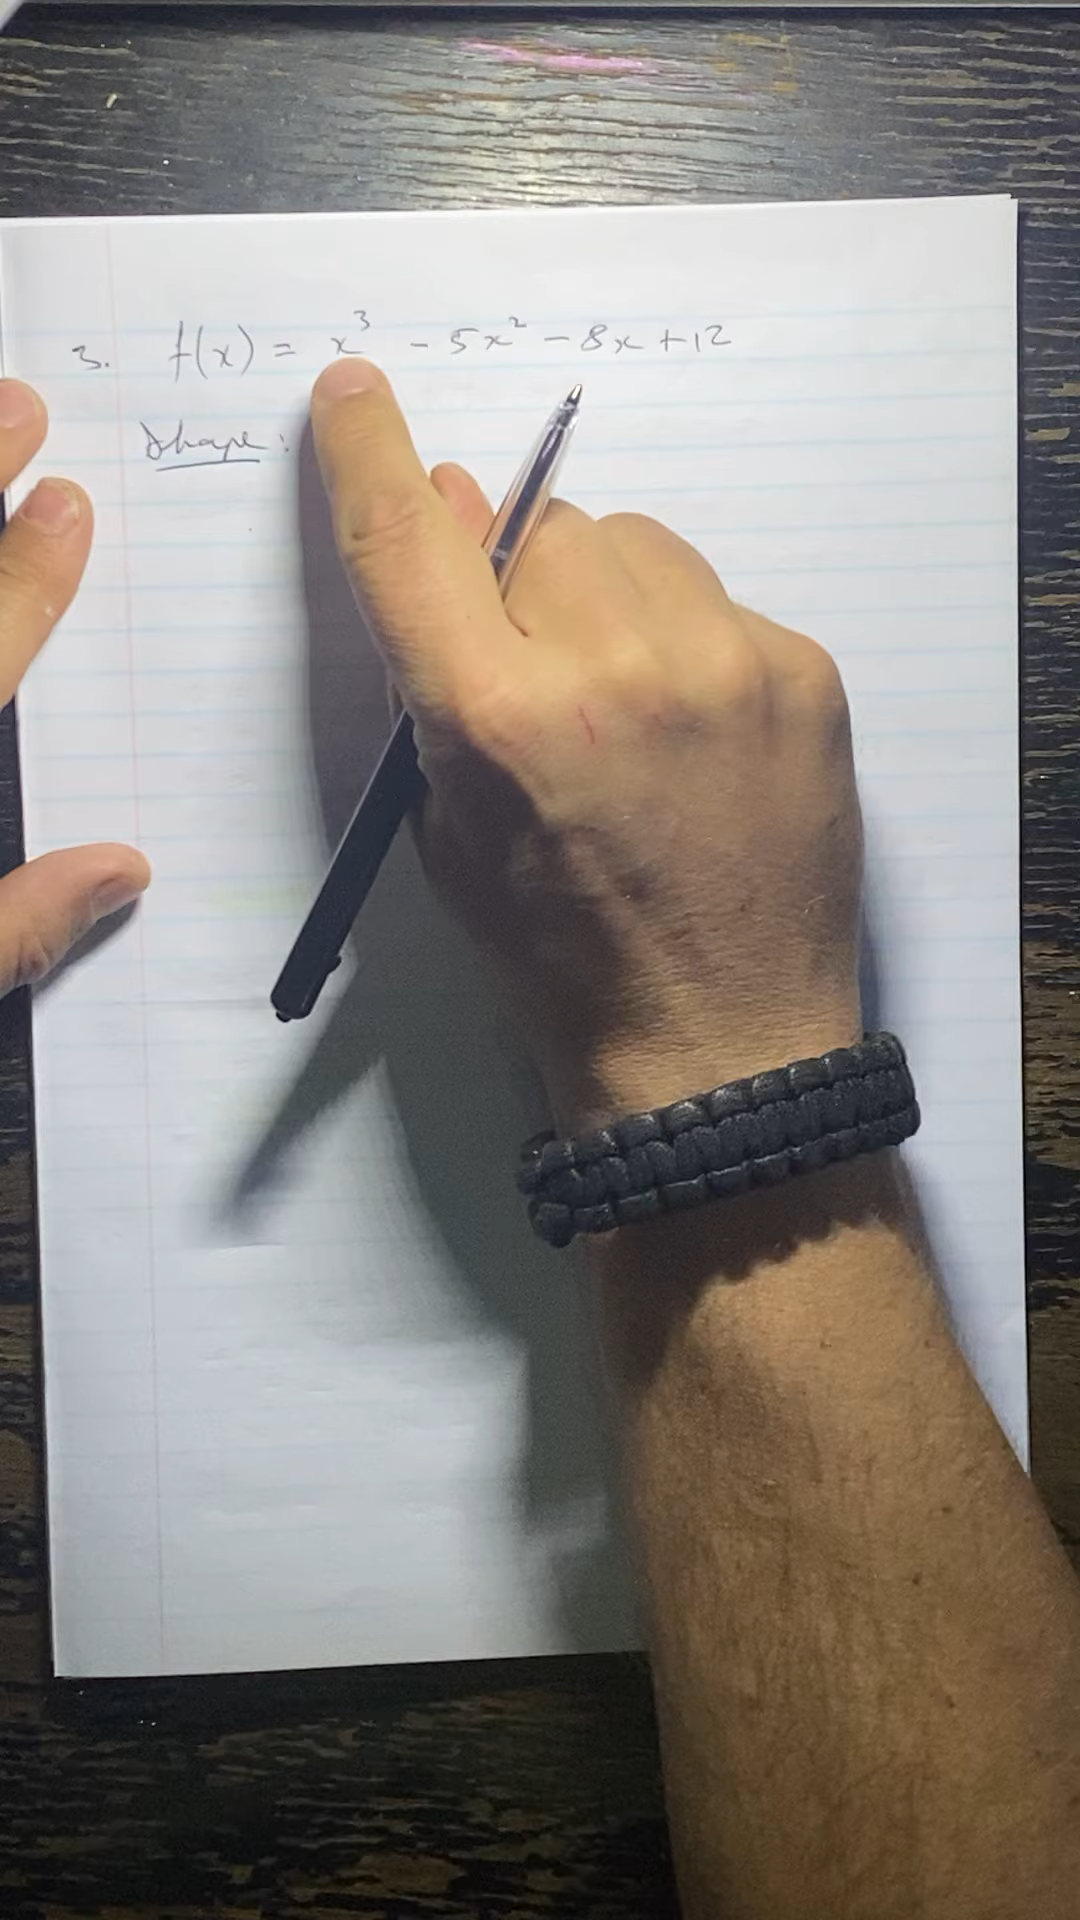 3. f(x) = x³ - 5x² - 8x + 12
Shape: